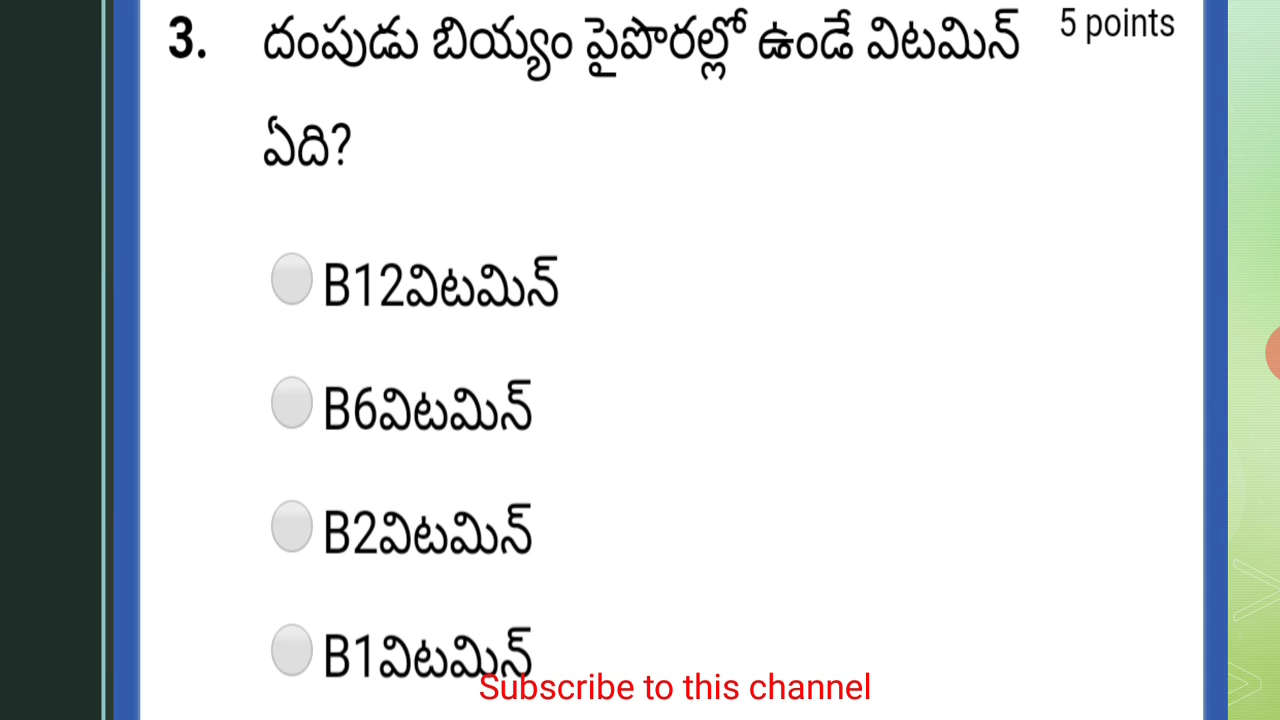 3. దంపుడు బియ్యం పైపొరల్లో ఉండే విటమిన్ 5 points
ఏది?
B12విటమిన్
B6విటమిన్
B2విటమిన్
B1విటమిన్
Subscribe to this channel